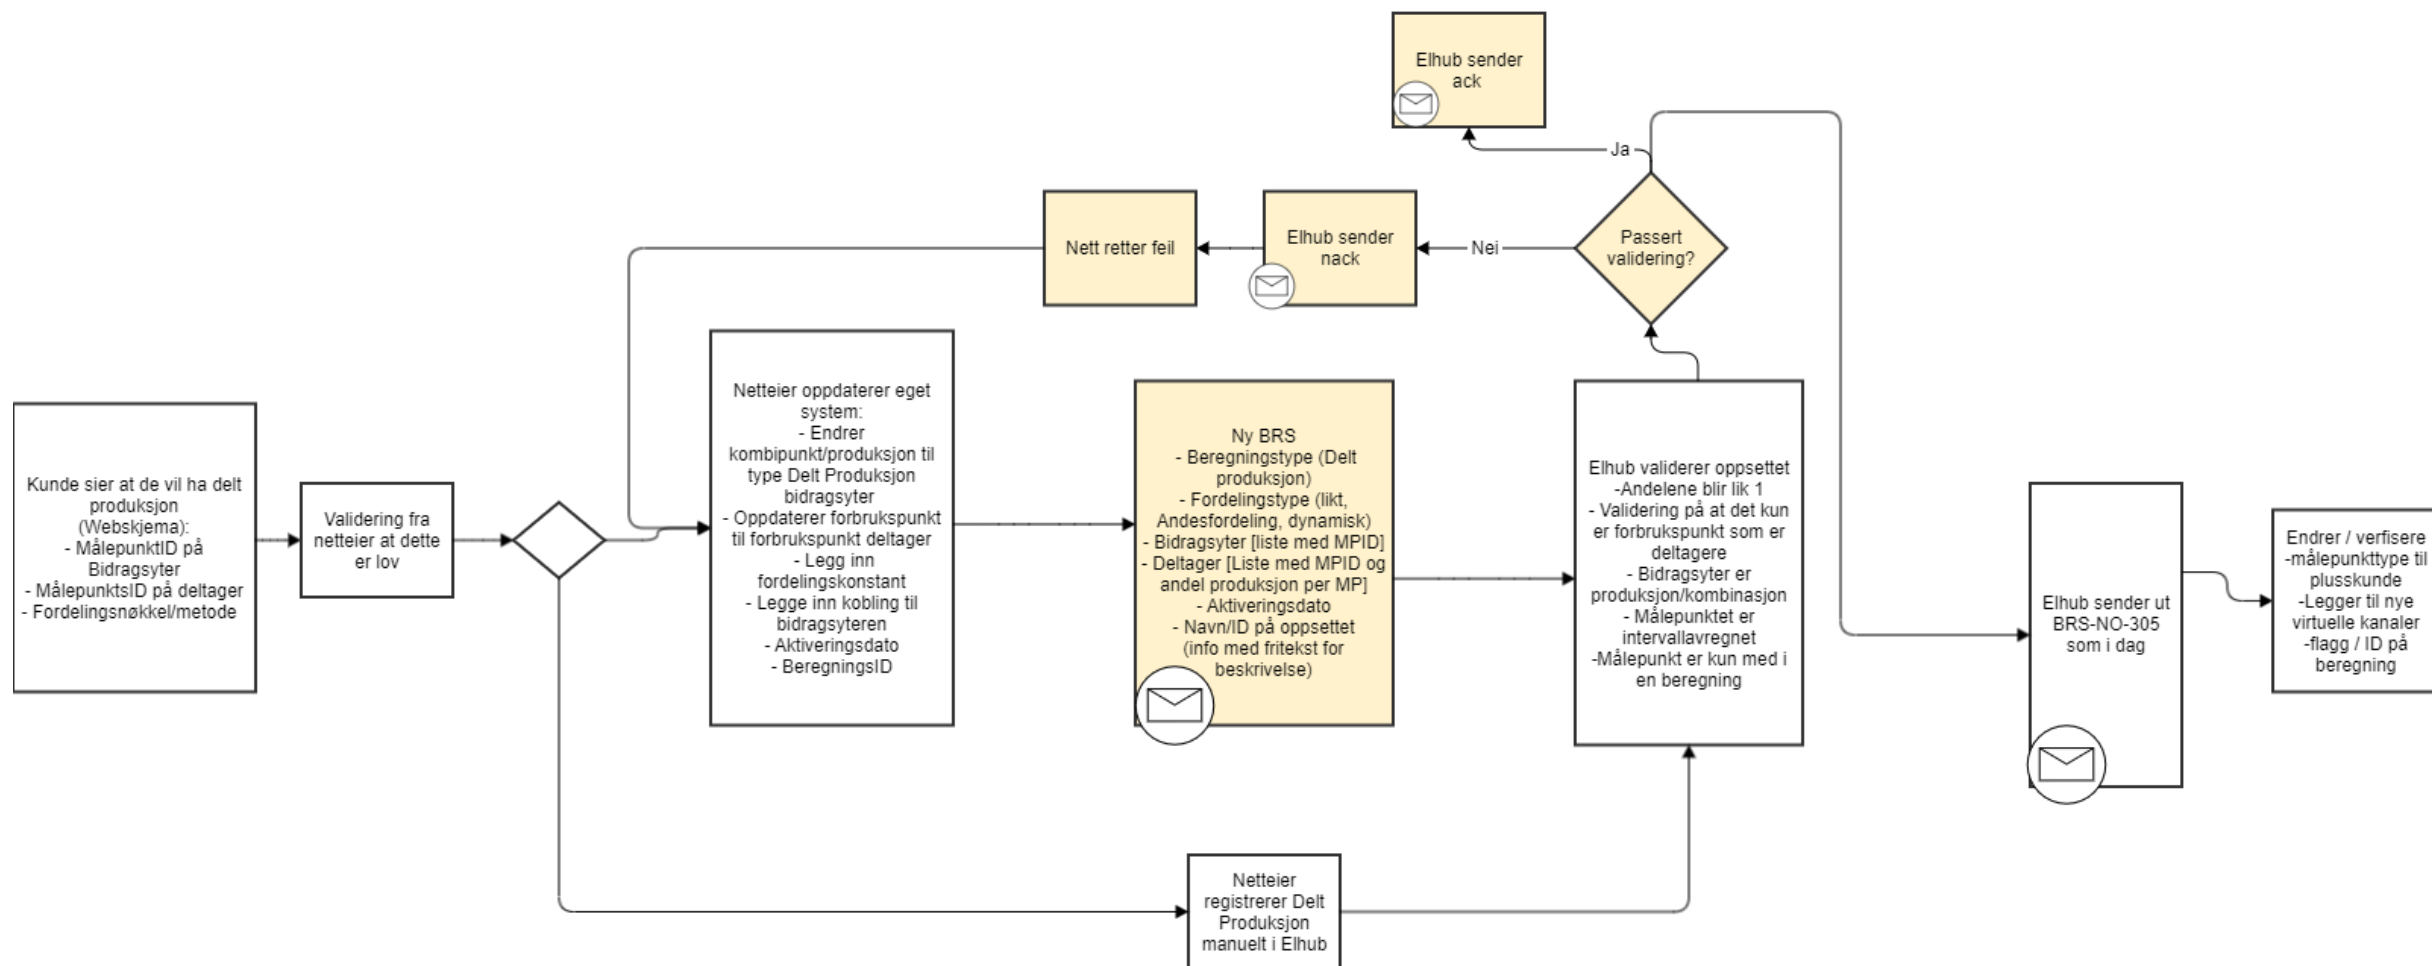 Elhub sender
ack
Ja
Nett retter feil
Elhub sender
nack
Nei
Passert
validering?
Kunde sier at de vil ha delt
produksjon
(Webskjema):
- MålepunktID på
Bidragsyter
- MålepunktsID på deltager
- Fordelingsnøkkel/metode
Validering fra
netteier at dette
er lov
Netteier oppdaterer eget
system:
- Endrer
kombipunkt/produksjon til
type Delt Produksjon
bidragsyter
- Oppdaterer forbrukspunkt
til forbrukspunkt deltager
- Legg inn
fordelingskonstant
- Legge inn kobling til
bidragsyteren
- Aktiveringsdato
- BeregningsID
Ny BRS
- Beregningstype (Delt
produksjon)
- Fordelingstype (likt,
Andesfordeling, dynamisk)
- Bidragsyter [liste med MPID]
- Deltager [Liste med MPID og
andel produksjon per MP]
- Aktiveringsdato
- Navn/ID på oppsettet
(info med fritekst for
beskrivelse)
Elhub validerer oppsettet
-Andelene blir lik 1
- Validering på at det kun
er forbrukspunkt som er
deltagere
- Bidragsyter er
produksjon/kombinasjon
- Målepunktet er
intervallavregnet
-Målepunkt er kun med i
en beregning
Elhub sender ut
BRS-NO-305
som i dag
Endrer / verfisere
-målepunkttype til
plusskunde
-Legger til nye
virtuelle kanaler
-flagg / ID på
beregning
Netteier
registrerer Delt
Produksjon
manuelt i Elhub